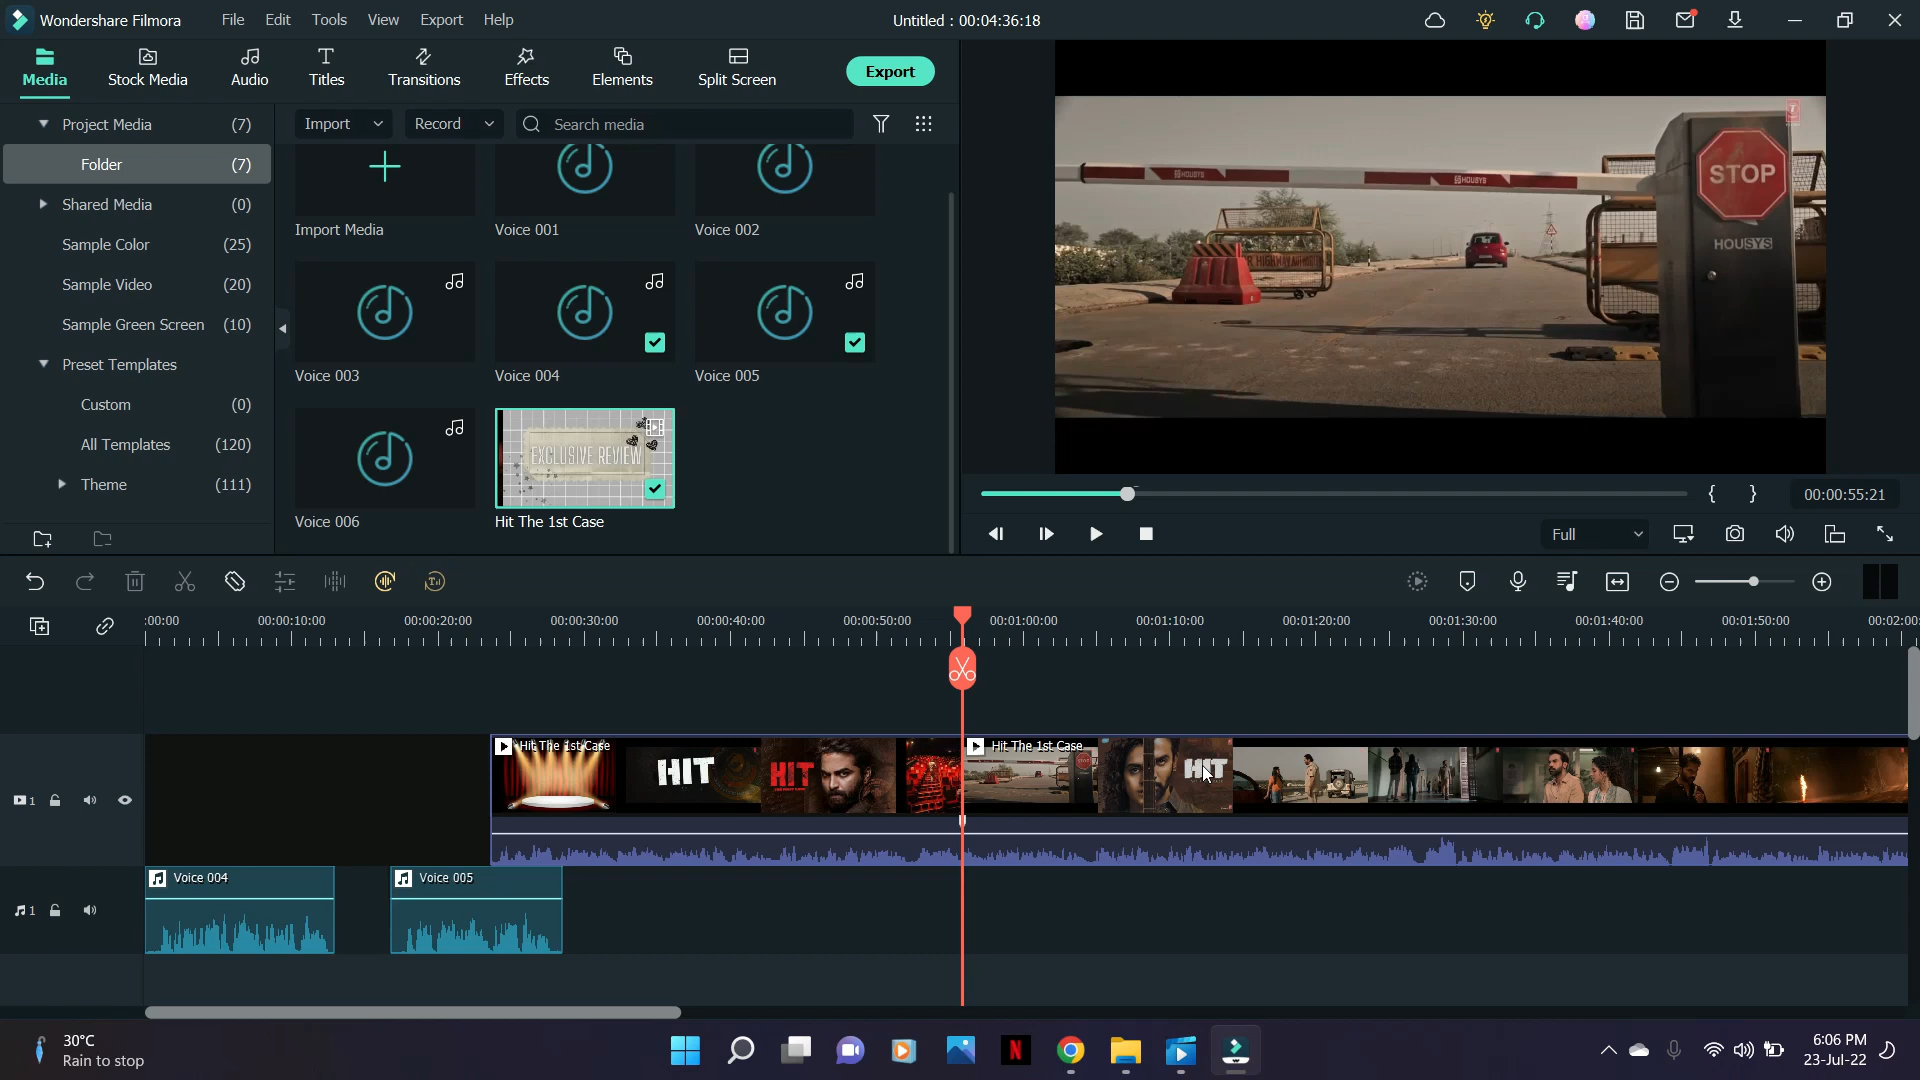 Wondershare Filmora
File
Edit
Tools
View
Export
Help
Untitled : 00:04:36:18
Media
Stock Media
Audio
Titles
Transitions
Effects
Elements
Split Screen
Export
Project Media (7)
Folder (7)
Shared Media (0)
Sample Color (25)
Sample Video (20)
Sample Green Screen (10)
Preset Templates
Custom (0)
All Templates (120)
Theme (111)
Import
Record
Search media
Import Media
Voice 001
Voice 002
Voice 003
Voice 004
Voice 005
EXCLUSIVE REVIEW
Voice 006
Hit The 1st Case
HOUSYS
HOUSYS
STOP
HOUSYS
00:00:55:21
Full
:00:00
00:00:10:00
00:00:20:00
00:00:30:00
00:00:40:00
00:00:50:00
00:01:00:00
00:01:10:00
00:01:20:00
00:01:30:00
00:01:40:00
00:01:50:00
00:02:00:
Hit The 1st Case
Hit The 1st Case
HIT
HIT
HIT
1
Voice 004
Voice 005
1
30°C
Rain to stop
6:06 PM
23-Jul-22